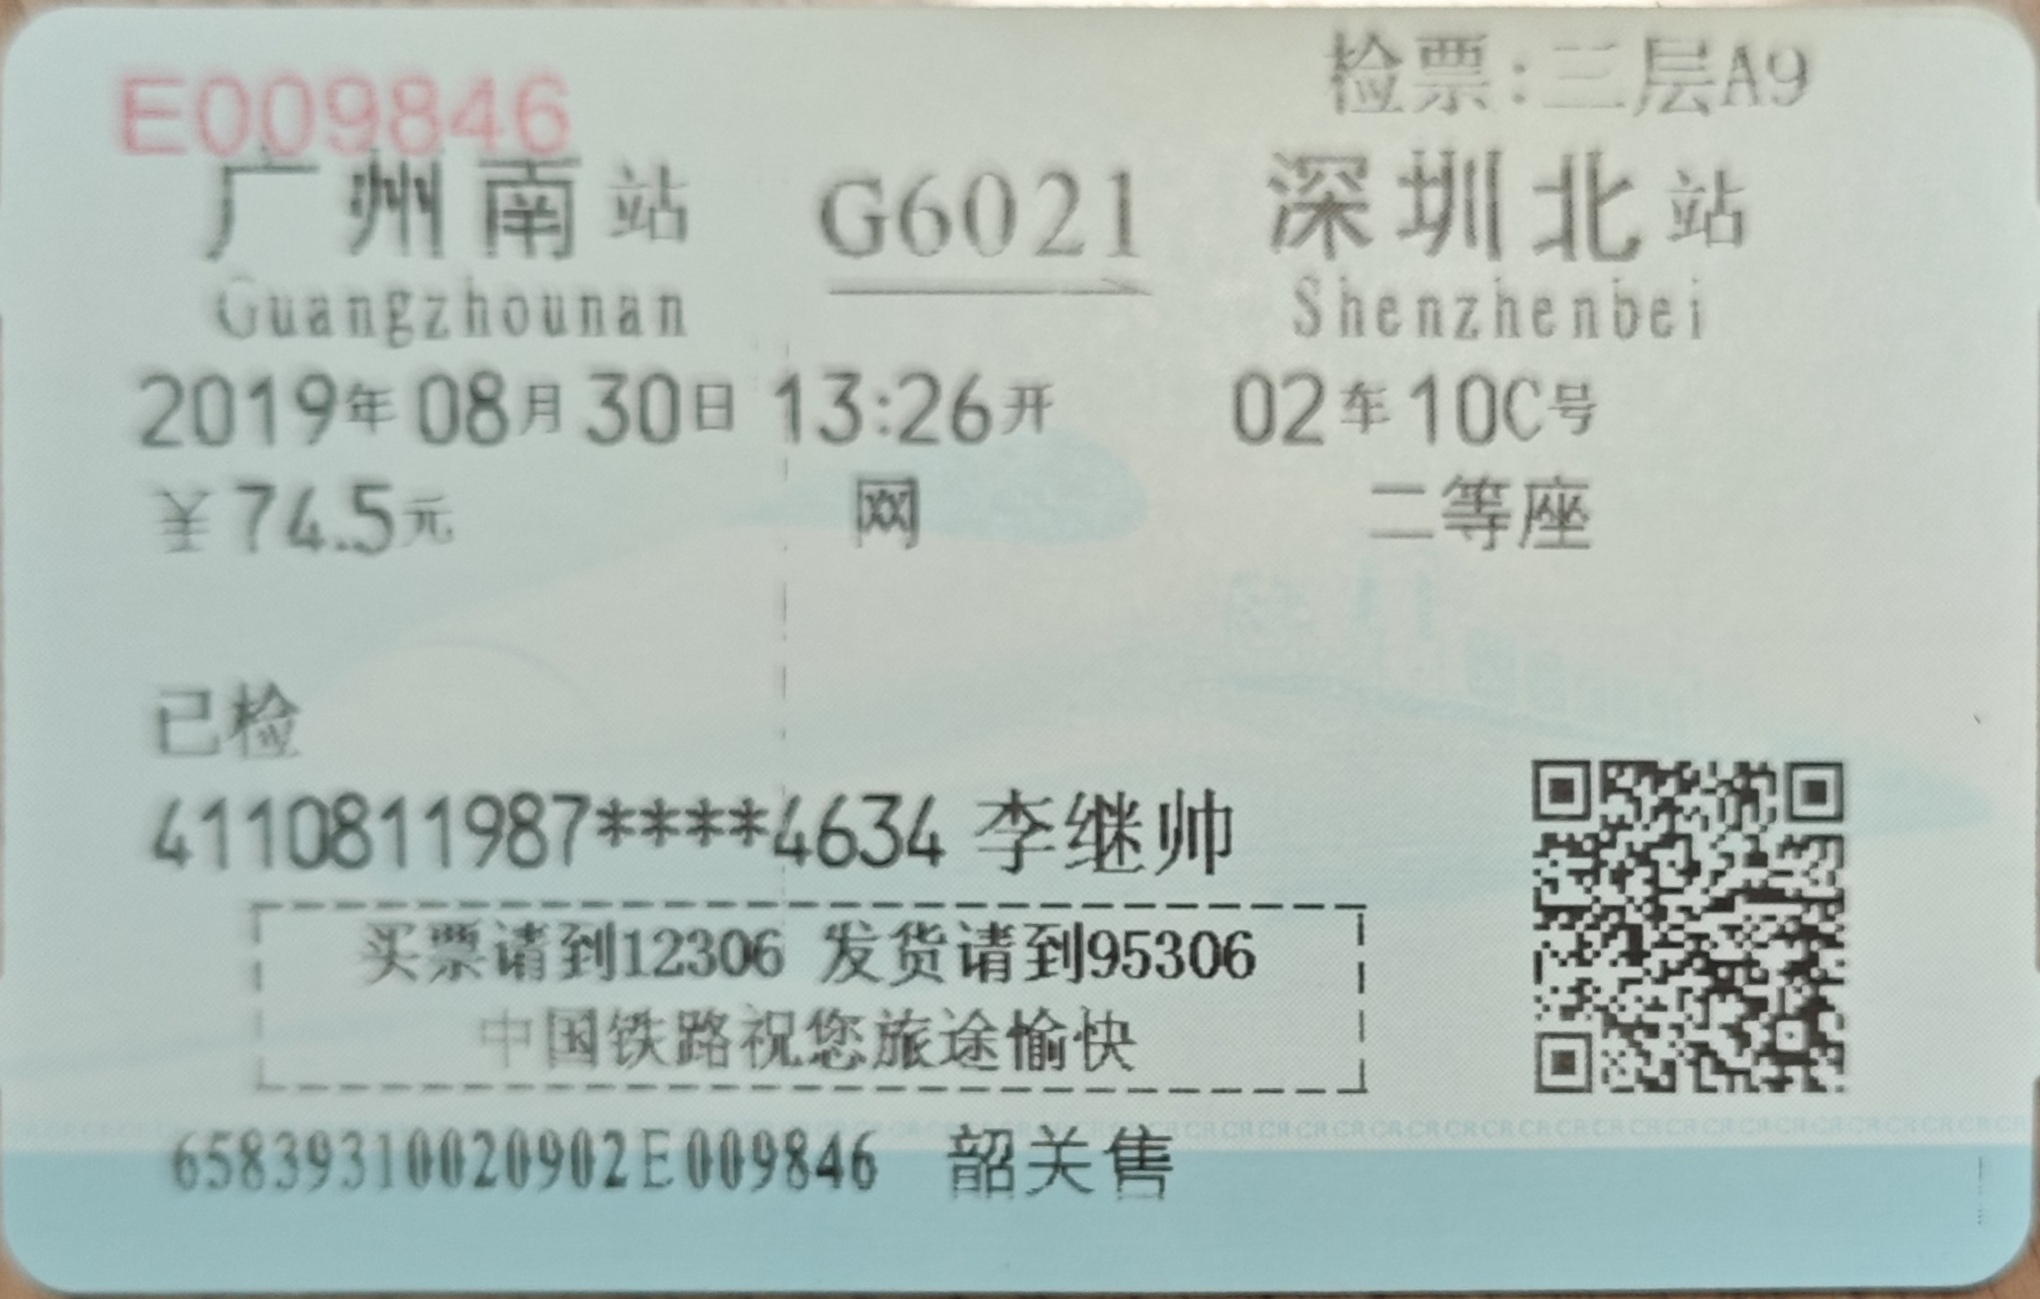 E009846 检票:三层A9
广州南站 G6021 深圳北站
Guangzhounan Shenzhenbei
2019年08月30日 13:26开 02车10C号
￥74.5元 网 二等座
已检
4110811987****4634 李继帅
买票请到12306 发货请到95306
中国铁路祝您旅途愉快
65839310020902E009846 韶关售